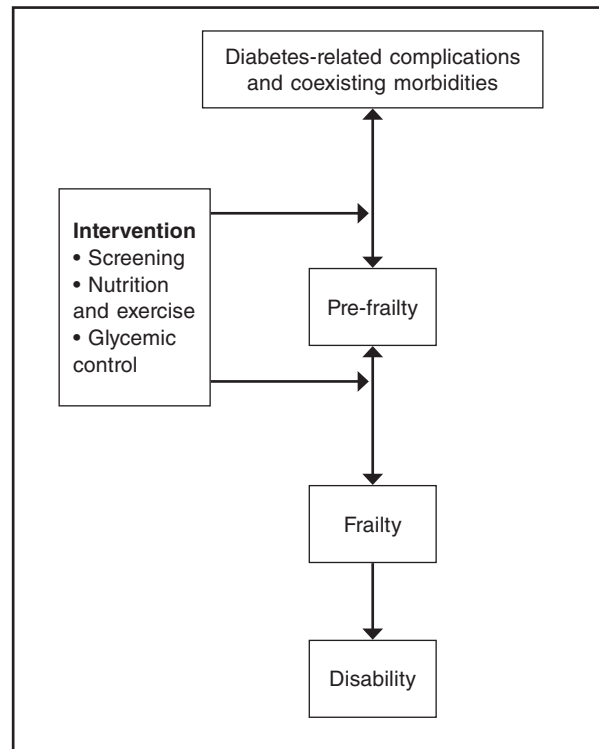 Diabetes-related complications
and coexisting morbidities
Intervention
• Screening
• Nutrition
and exercise
• Glycemic
control
Pre-frailty
Frailty
Disability